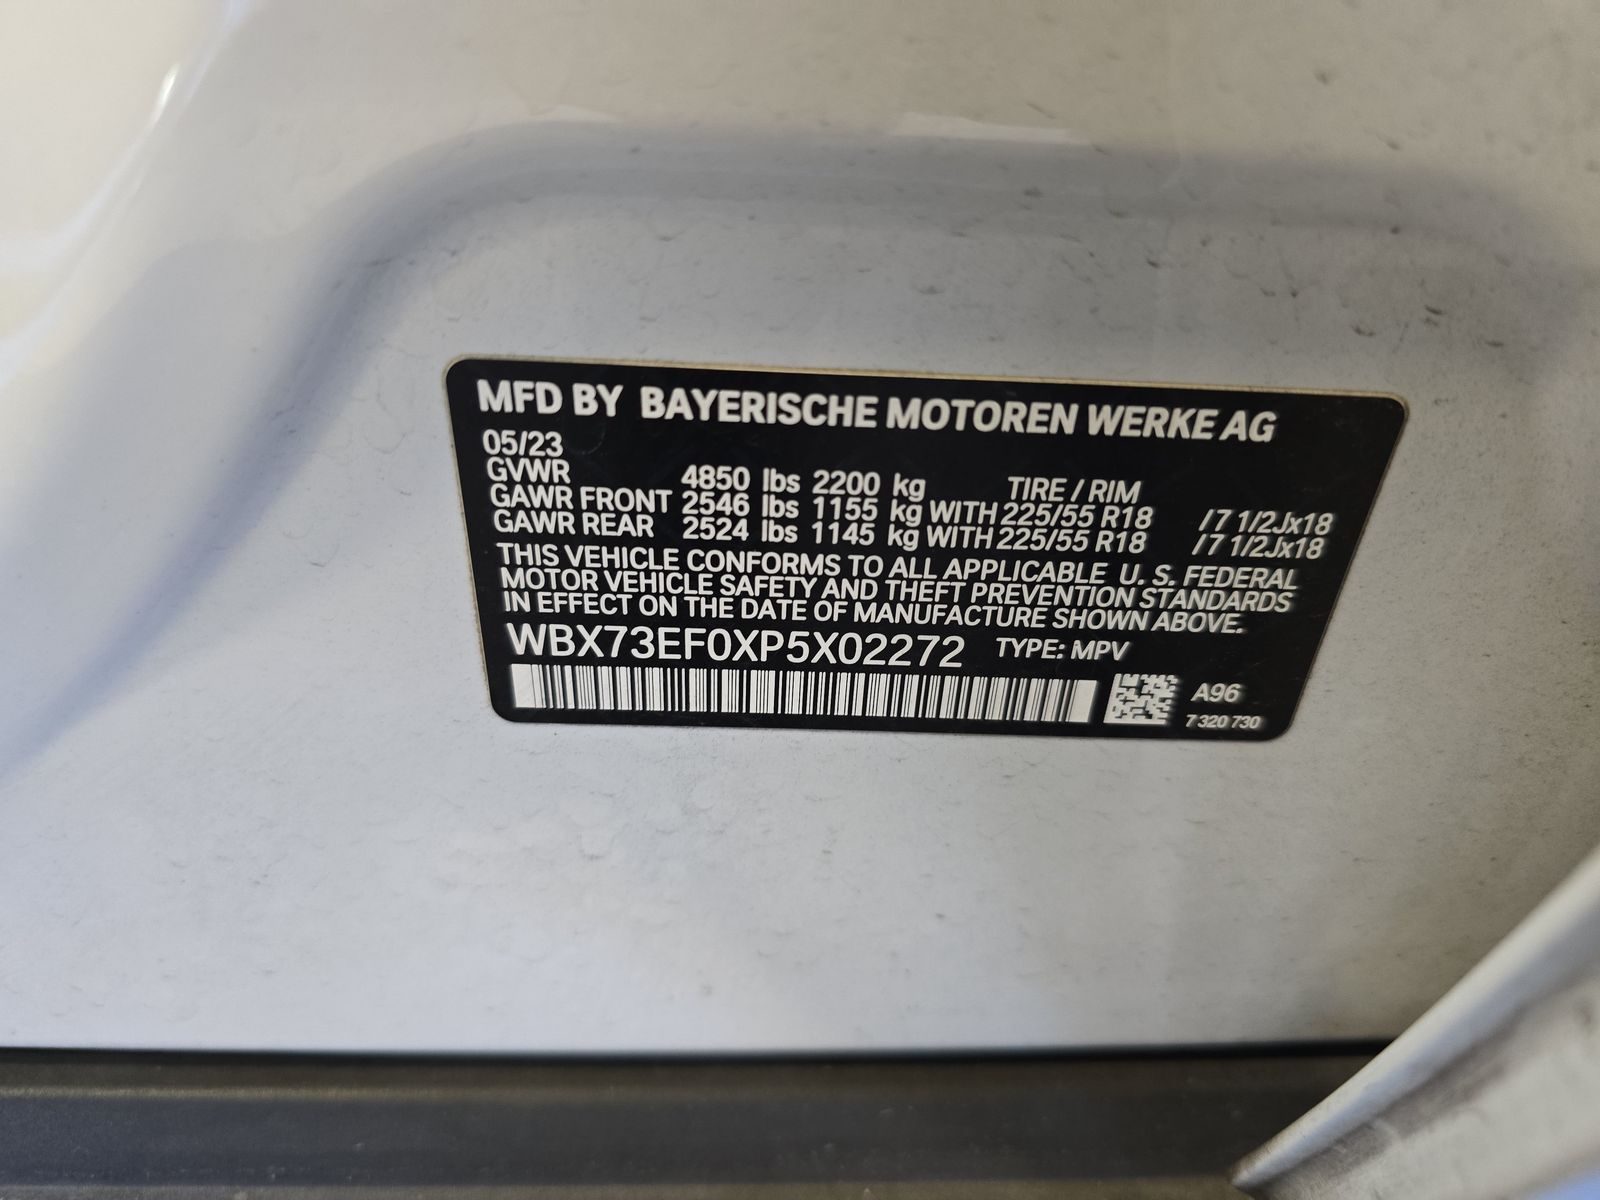 MFD BY BAYERISCHE MOTOREN WERKE AG
05/23
GVWR 4850 lbs 2200 kg TIRE / RIM
GAWR FRONT 2546 lbs 1155 kg WITH 225/55 R18 /7 1/2Jx18
GAWR REAR 2524 lbs 1145 kg WITH 225/55 R18 /7 1/2Jx18
THIS VEHICLE CONFORMS TO ALL APPLICABLE U. S. FEDERAL
MOTOR VEHICLE SAFETY AND THEFT PREVENTION STANDARDS
IN EFFECT ON THE DATE OF MANUFACTURE SHOWN ABOVE.
WBX73EF0XP5X02272 TYPE: MPV
A96
7 320 730